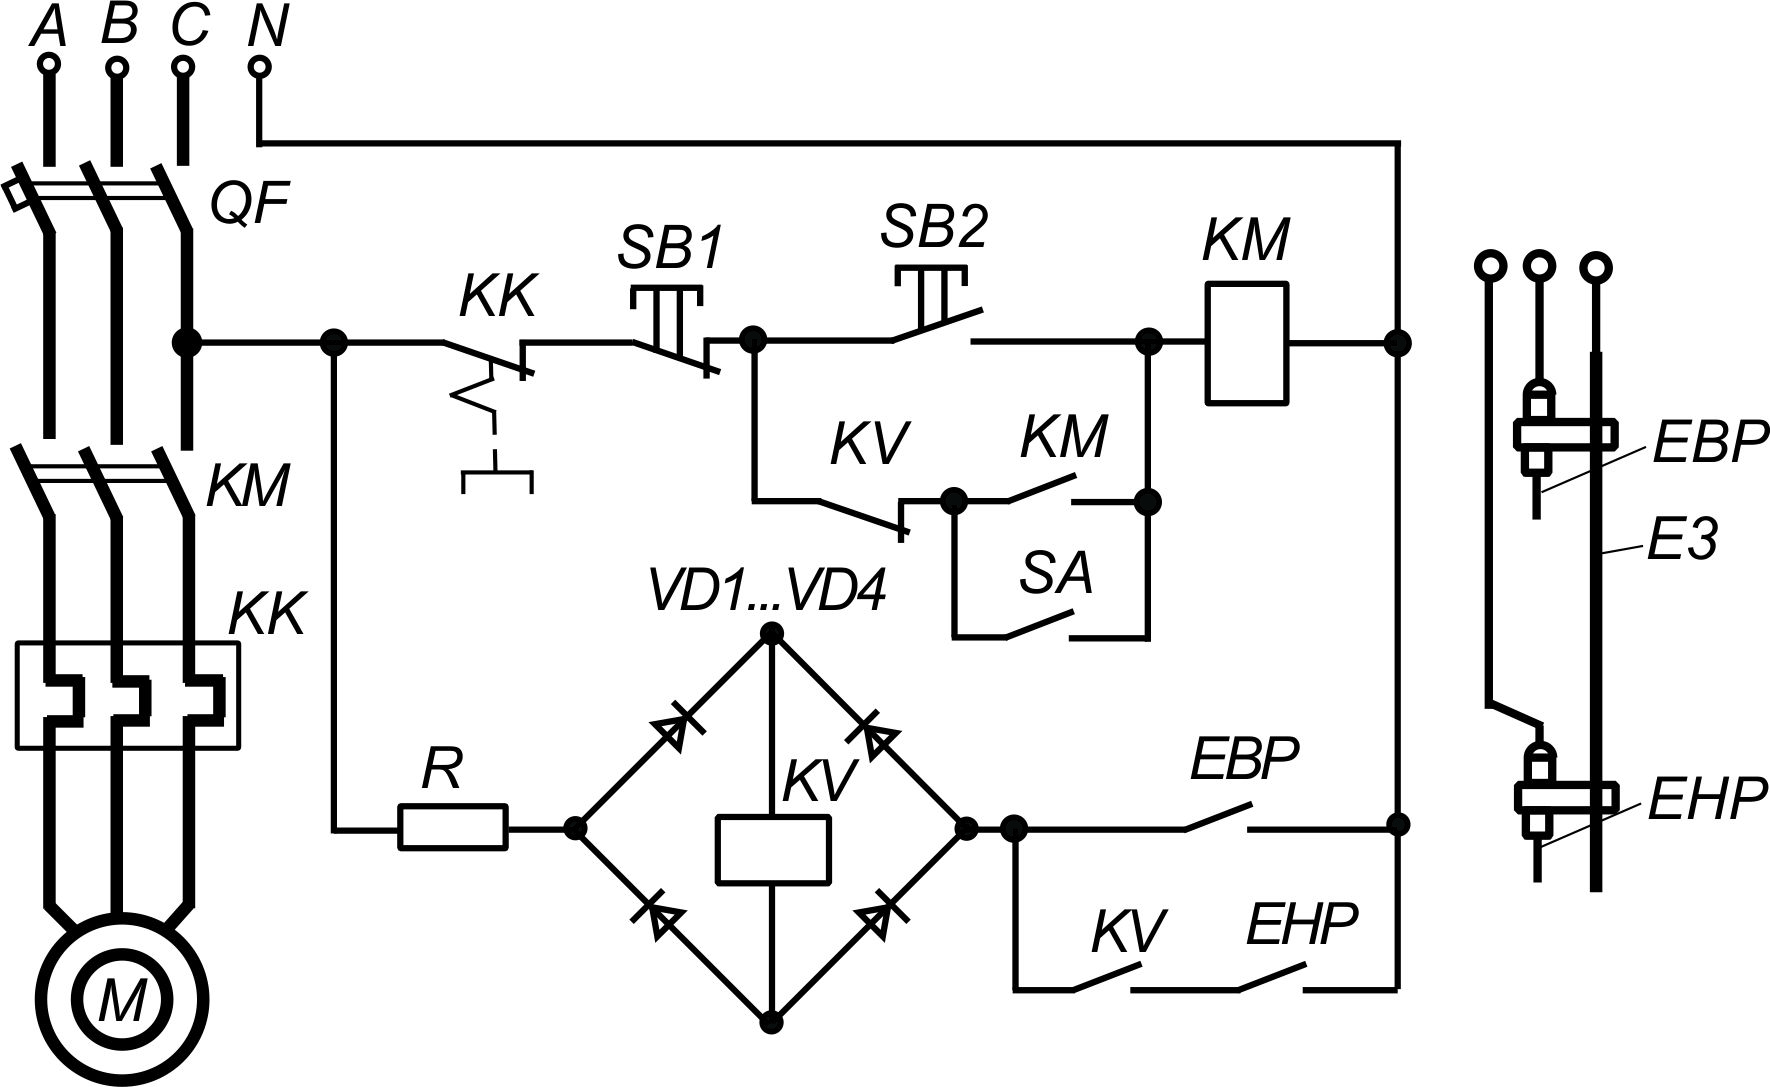 A B C N
QF
SB1
SB2
KM
KK
KV
KM
EBP
KM
E3
SA
VD1...VD4
KK
R
KV
EBP
EHP
KV
EHP
M